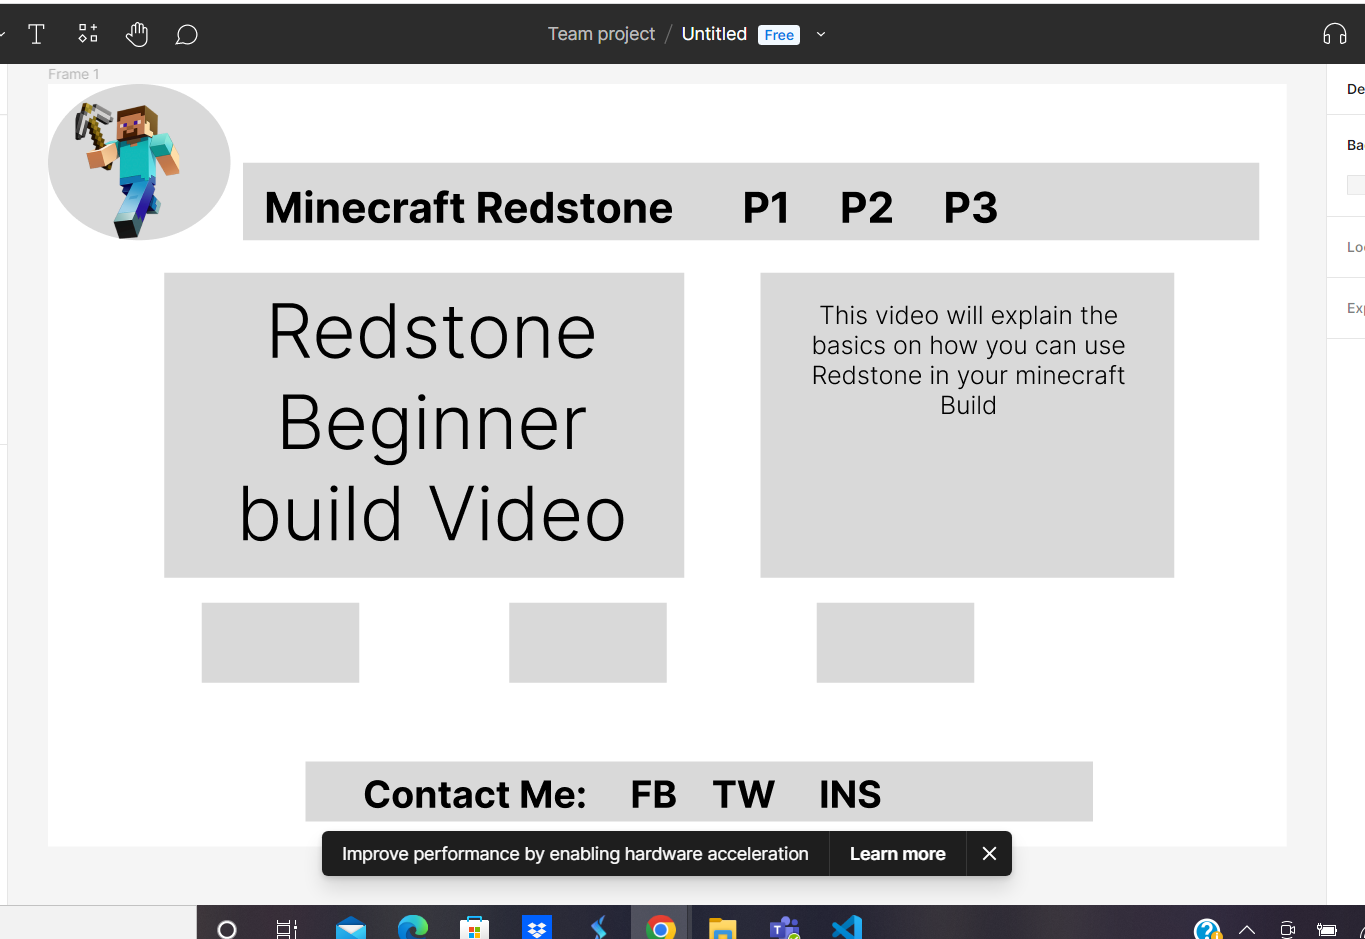 Team project / Untitled Free
Frame 1
Minecraft Redstone P1 P2 P3
Redstone
Beginner
build Video
This video will explain the
basics on how you can use
Redstone in your minecraft
Build
Contact Me: FB TW INS
Improve performance by enabling hardware acceleration Learn more
De
Ba
Lo
Exp